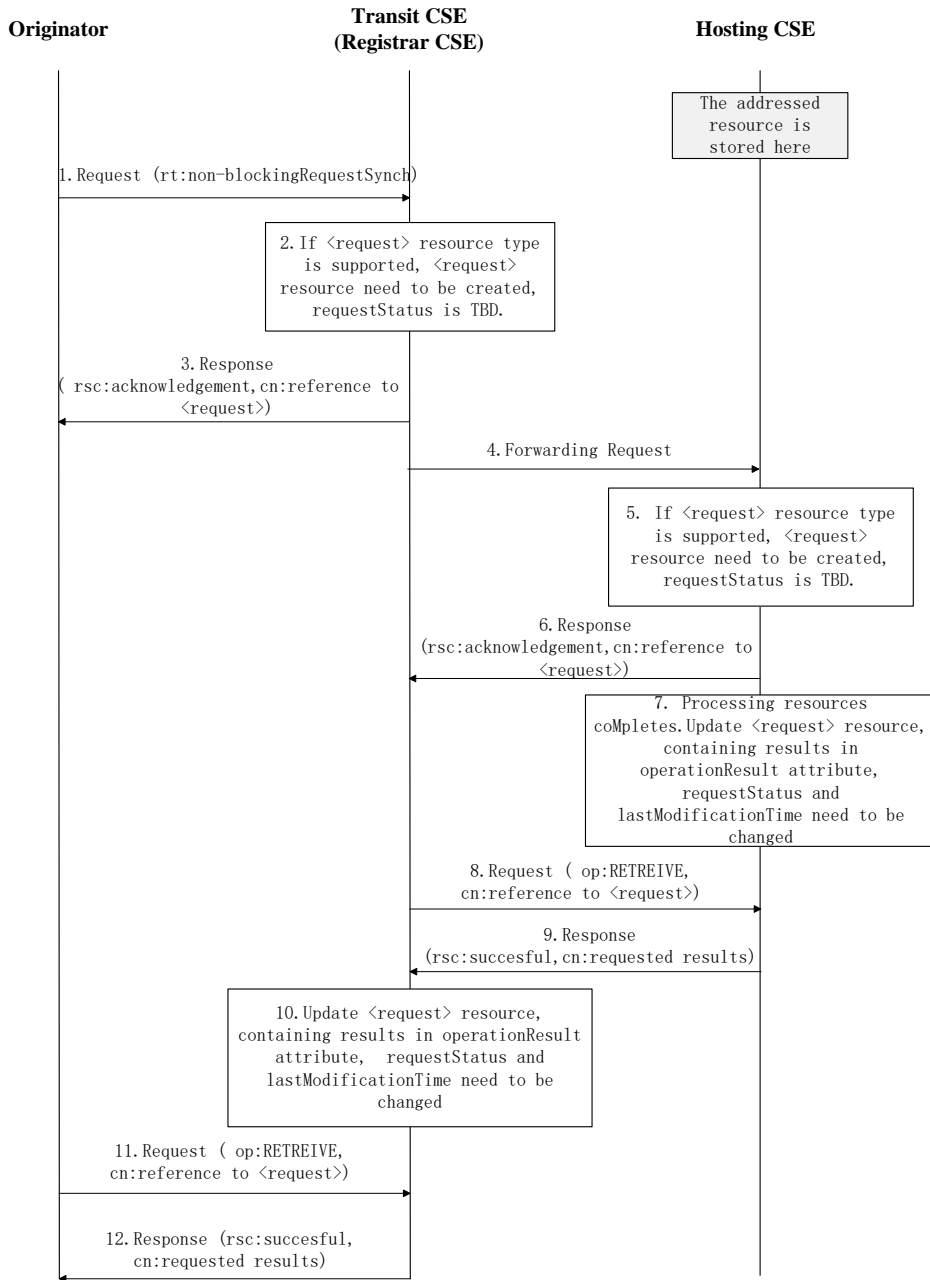 Originator
Transit CSE
(Registrar CSE)
Hosting CSE
The addressed
resource is
stored here
1.Request (rt:non-blockingRequestSynch)
2.If <request> resource type
is supported, <request>
resource need to be created,
requestStatus is TBD.
3.Response
( rsc:acknowledgement,cn:reference to
<request>)
4.Forwarding Request
5. If <request> resource type
is supported, <request>
resource need to be created,
requestStatus is TBD.
6.Response
(rsc:acknowledgement,cn:reference to
<request>)
7. Processing resources
coMpletes.Update <request> resource,
containing results in
operationResult attribute,
requestStatus and
lastModificationTime need to be
changed
8.Request ( op:RETREIVE,
cn:reference to <request>)
9.Response
(rsc:succesful,cn:requested results)
10.Update <request> resource,
containing results in operationResult
attribute,  requestStatus and
lastModificationTime need to be
changed
11.Request ( op:RETREIVE,
cn:reference to <request>)
12.Response (rsc:succesful,
cn:requested results)